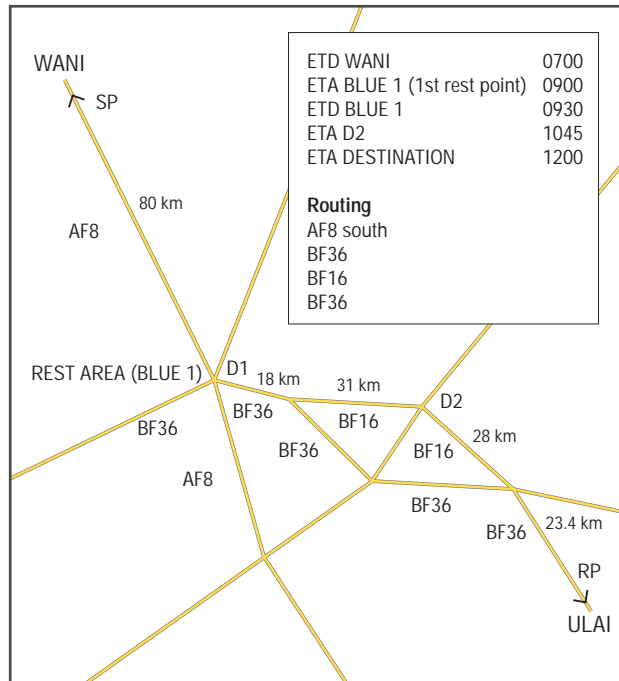 WANI
SP
80 km
AF8
ETD WANI 0700
ETA BLUE 1 (1st rest point) 0900
ETD BLUE 1 0930
ETA D2 1045
ETA DESTINATION 1200
Routing
AF8 south
BF36
BF16
BF36
REST AREA (BLUE 1)
D1
18 km
31 km
D2
BF36
BF36
BF16
BF36
BF16
28 km
AF8
BF36
BF36
23.4 km
RP
ULAI